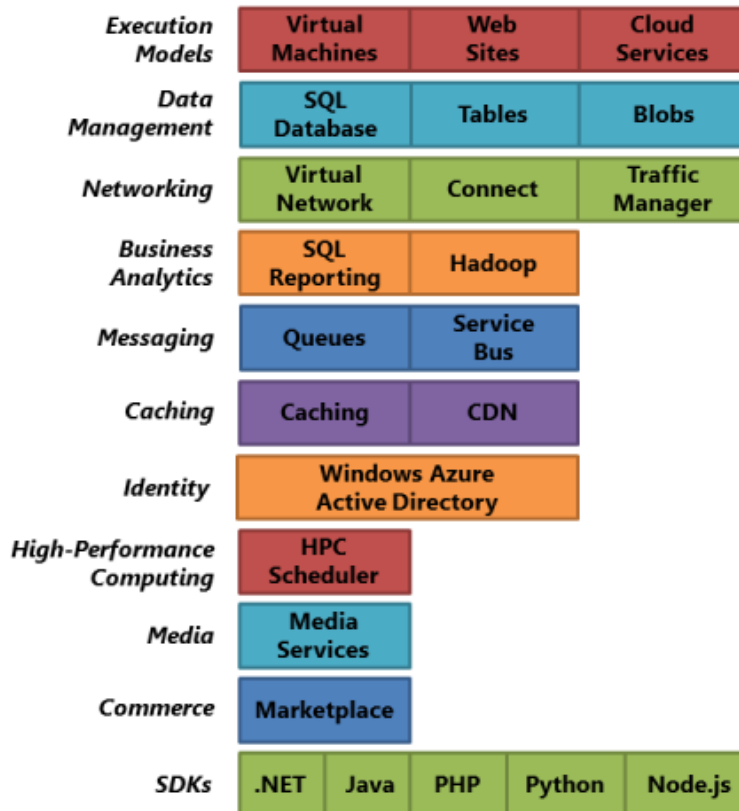 Execution Models
Virtual Machines
Web Sites
Cloud Services
Data Management
SQL Database
Tables
Blobs
Networking
Virtual Network
Connect
Traffic Manager
Business Analytics
SQL Reporting
Hadoop
Messaging
Queues
Service Bus
Caching
Caching
CDN
Identity
Windows Azure
Active Directory
High-Performance
Computing
HPC Scheduler
Media
Media Services
Commerce
Marketplace
SDKs
.NET
Java
PHP
Python
Node.js